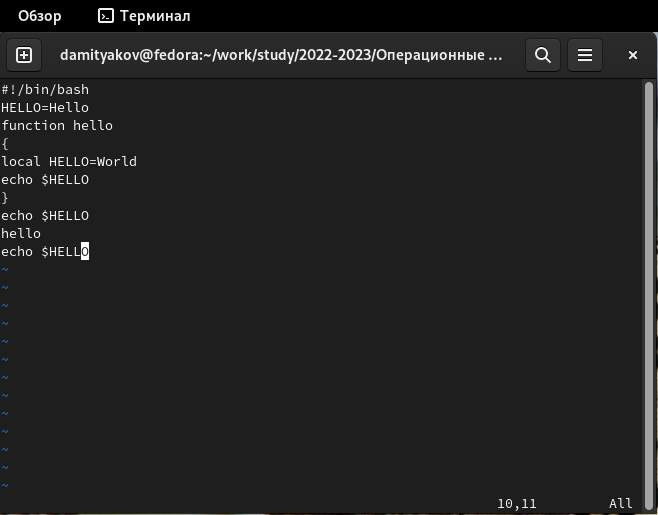 Обзор Терминал
damityakov@fedora:~/work/study/2022-2023/Операционные ...
#!/bin/bash
HELLO=Hello
function hello
{
local HELLO=World
echo $HELLO
}
echo $HELLO
hello
echo $HELLO
~
~
~
~
~
~
~
~
~
~
~
~
~
10,11 All